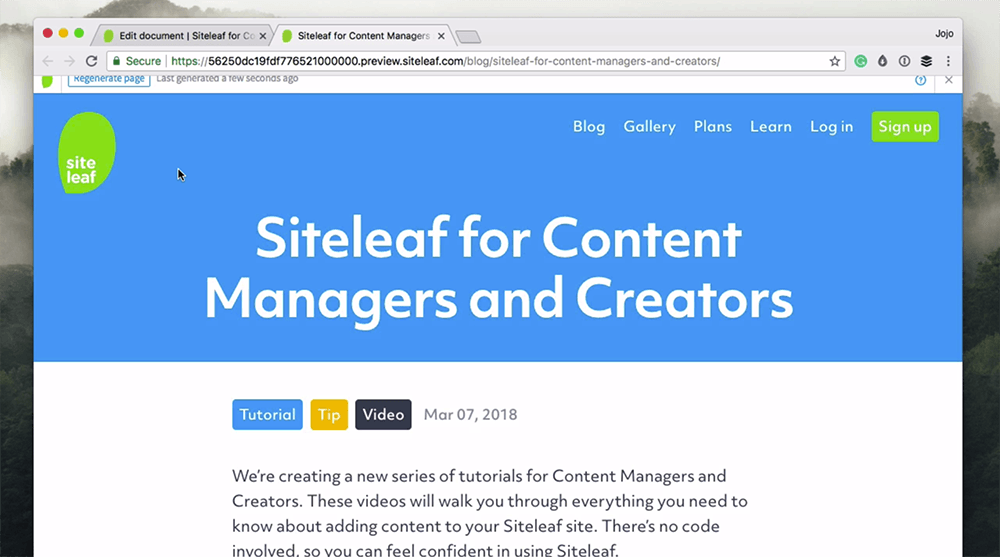 Edit document | Siteleaf for Co
Siteleaf for Content Managers
Jojo
Secure https://56250dc19fdf776521000000.preview.siteleaf.com/blog/siteleaf-for-content-managers-and-creators/
Regenerate page Last generated a few seconds ago
site
leaf
Blog Gallery Plans Learn Log in Sign up
Siteleaf for Content
Managers and Creators
Tutorial Tip Video Mar 07, 2018
We're creating a new series of tutorials for Content Managers and
Creators. These videos will walk you through everything you need to
know about adding content to your Siteleaf site. There's no code
involved, so you can feel confident in using Siteleaf.